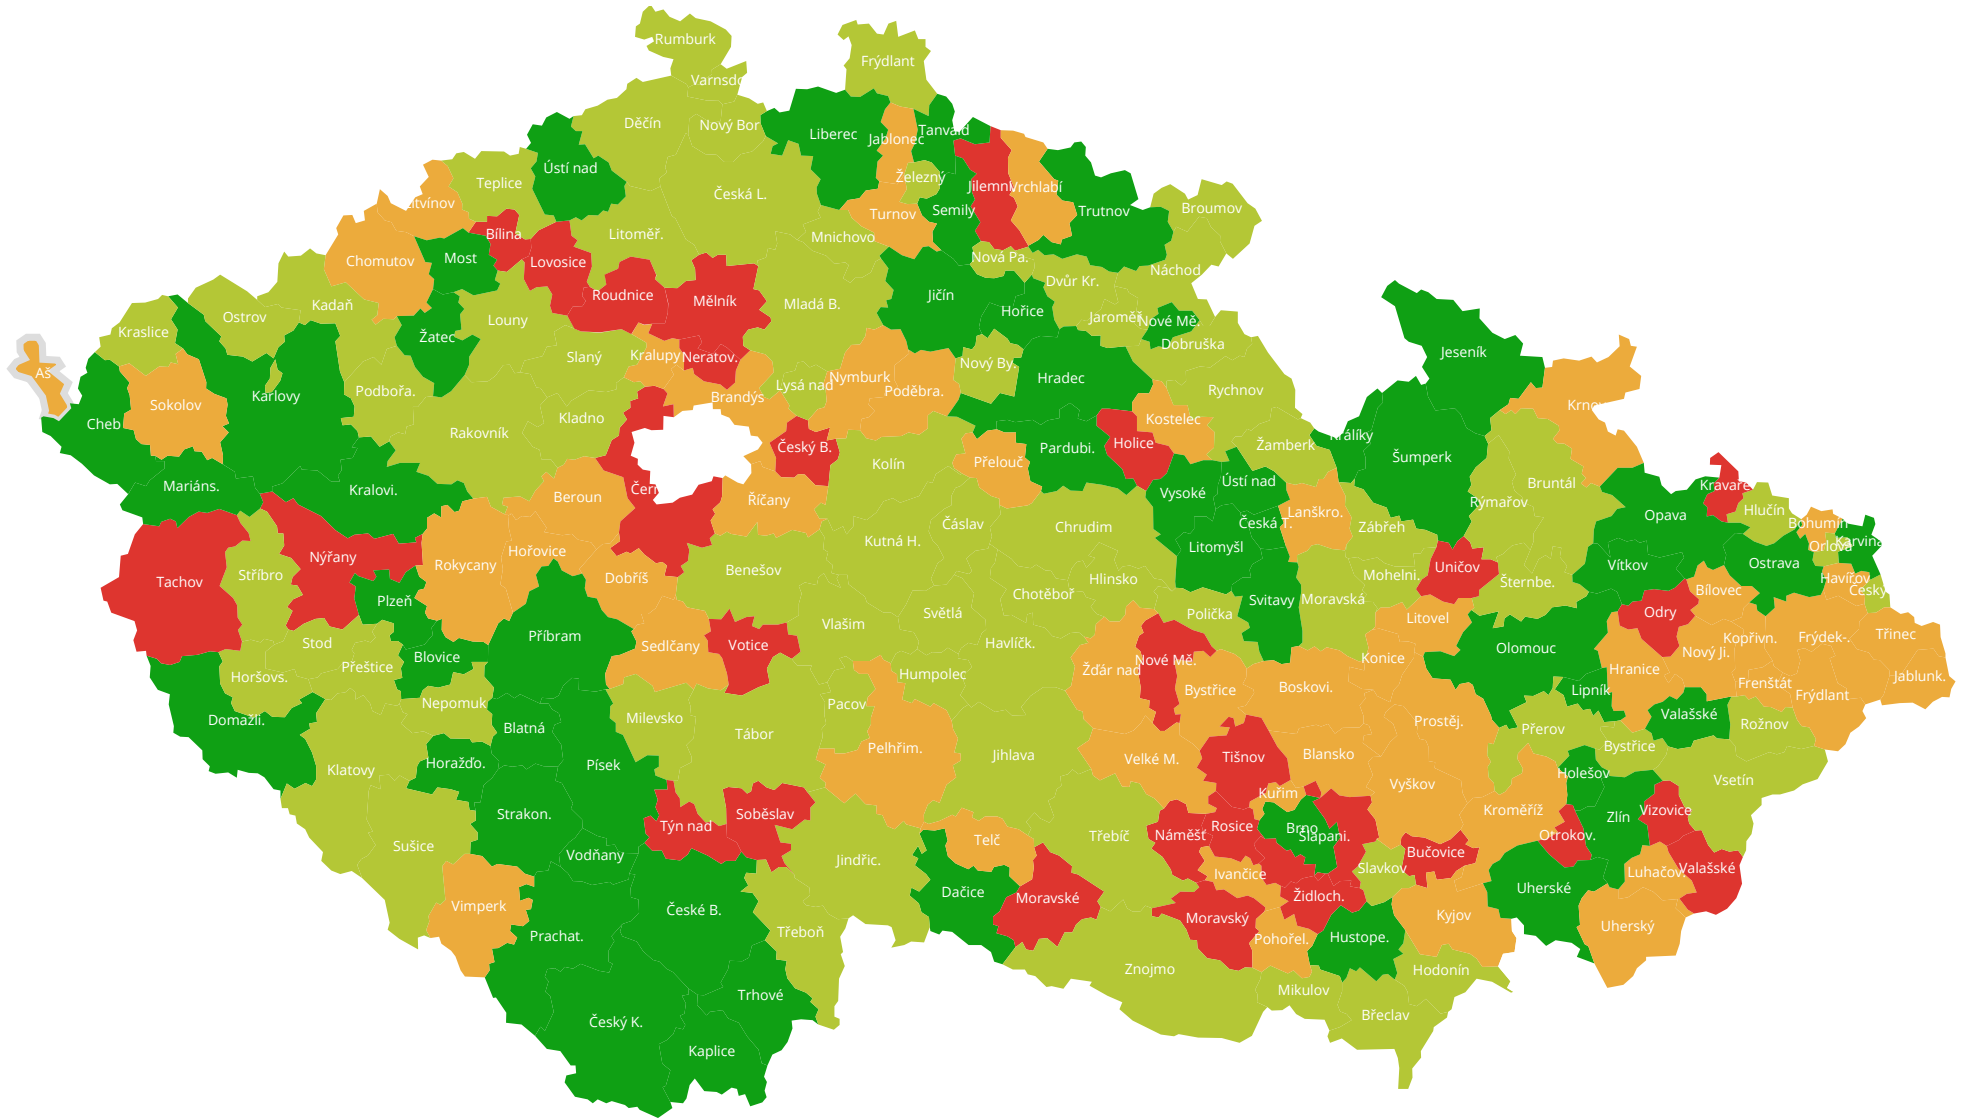 Rumburk
Frýdlant
Varnsdo
Děčín
Nový Bor
Liberec
Jablonec
Tanvald
Ústí nad
Teplice
Česká L.
Železný
Jilemni
Vrchlabí
Litvínov
Turnov
Semily
Trutnov
Broumov
Bílina
Litoměř.
Mnichovo
Most
Lovosice
Chomutov
Nová Pa.
Náchod
Dvůr Kr.
Roudnice
Mělník
Mladá B.
Jičín
Kadaň
Ostrov
Hořice
Jaroměř
Nové Mě.
Louny
Kraslice
Žatec
Dobruška
Jeseník
Slaný
Kralupy
Neratov.
Nový By.
Aš
Nymburk
Hradec
Lysá nad
Podbořa.
Poděbra.
Rychnov
Karlovy
Brandýs
Sokolov
Krnov
Kladno
Kostelec
Cheb
Rakovník
Králíky
Holice
Žamberk
Český B.
Pardubi.
Šumperk
Kolín
Přelouč
Ústí nad
Bruntál
Kravaře
Mariáns.
Kralovi.
Vysoké
Černo
Beroun
Říčany
Rýmařov
Hlučín
Lanškro.
Opava
Čáslav
Chrudim
Česká T.
Zábřeh
Bohumín
Kutná H.
Litomyšl
Orlová
Karviná
Hořovice
Nýřany
Rokycany
Vítkov
Ostrava
Uničov
Benešov
Stříbro
Mohelni.
Dobříš
Hlinsko
Havířov
Tachov
Šternbe.
Bílovec
Český
Chotěboř
Plzeň
Svitavy
Moravská
Světlá
Polička
Odry
Litovel
Vlašim
Příbram
Třinec
Kopřivn.
Frýdek-.
Stod
Havlíčk.
Sedlčany
Votice
Olomouc
Nový Ji.
Blovice
Konice
Nové Mě.
Přeštice
Žďár nad
Hranice
Humpolec
Horšovs.
Jablunk.
Frenštát
Boskovi.
Bystřice
Lipník
Frýdlant
Nepomuk
Pacov
Valašské
Milevsko
Domažli.
Prostěj.
Rožnov
Blatná
Přerov
Tábor
Pelhřim.
Bystřice
Jihlava
Blansko
Tišnov
Velké M.
Horažďo.
Písek
Klatovy
Holešov
Vsetín
Vyškov
Kuřim
Kroměříž
Vizovice
Strakon.
Soběslav
Zlín
Týn nad
Rosice
Brno
Šlapani.
Náměšť
Třebíč
Otrokov.
Telč
Sušice
Bučovice
Vodňany
Jindřic.
Slavkov
Valašské
Luhačov.
Ivančice
Uherské
Dačice
Židloch.
Moravské
Vimperk
České B.
Kyjov
Moravský
Uherský
Třeboň
Prachat.
Hustope.
Pohořel.
Znojmo
Hodonín
Mikulov
Trhové
Břeclav
Český K.
Kaplice